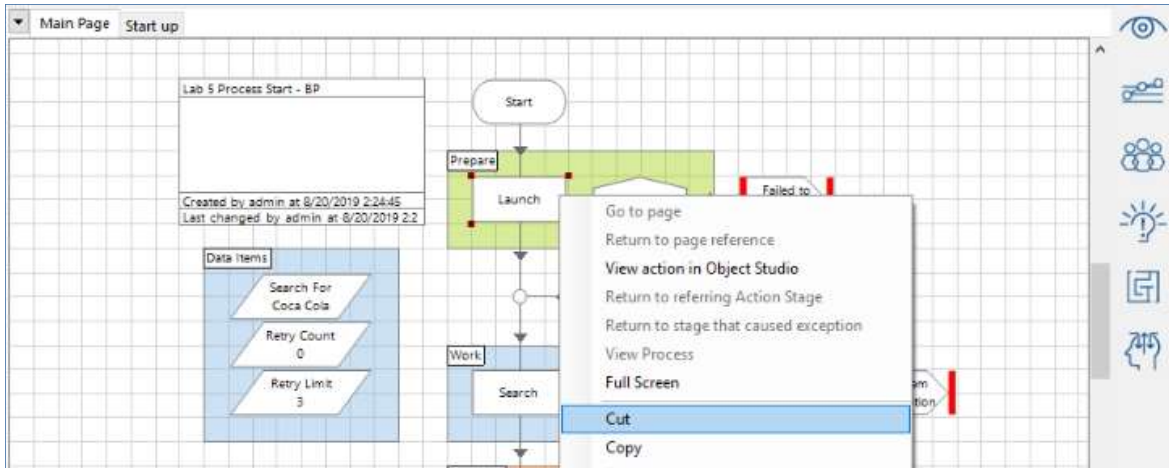 Main Page
Start up
Lab 5 Process Start - BP
Created by admin at 8/20/2019 2:24:45
Last changed by admin at 8/20/2019 2:2
Start
Prepare
Launch
Failed to
Data Items
Search For
Coca Cola
Retry Count
0
Retry Limit
3
Work
Search
Go to page
Return to page reference
View action in Object Studio
Return to referring Action Stage
Return to stage that caused exception
View Process
Full Screen
Cut
Copy
em
tion